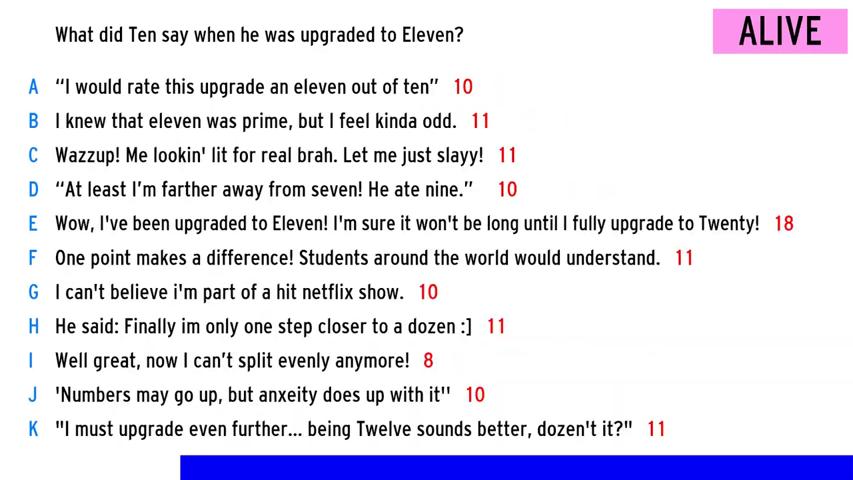 What did Ten say when he was upgraded to Eleven?
ALIVE
A “I would rate this upgrade an eleven out of ten” 10
B I knew that eleven was prime, but I feel kinda odd. 11
C Wazzup! Me lookin' lit for real brah. Let me just slayy! 11
D “At least I’m farther away from seven! He ate nine.” 10
E Wow, I've been upgraded to Eleven! I'm sure it won't be long until I fully upgrade to Twenty! 18
F One point makes a difference! Students around the world would understand. 11
G I can't believe i'm part of a hit netflix show. 10
H He said: Finally im only one step closer to a dozen :] 11
I Well great, now I can’t split evenly anymore! 8
J 'Numbers may go up, but anxeity does up with it'' 10
K "I must upgrade even further... being Twelve sounds better, dozen't it?" 11